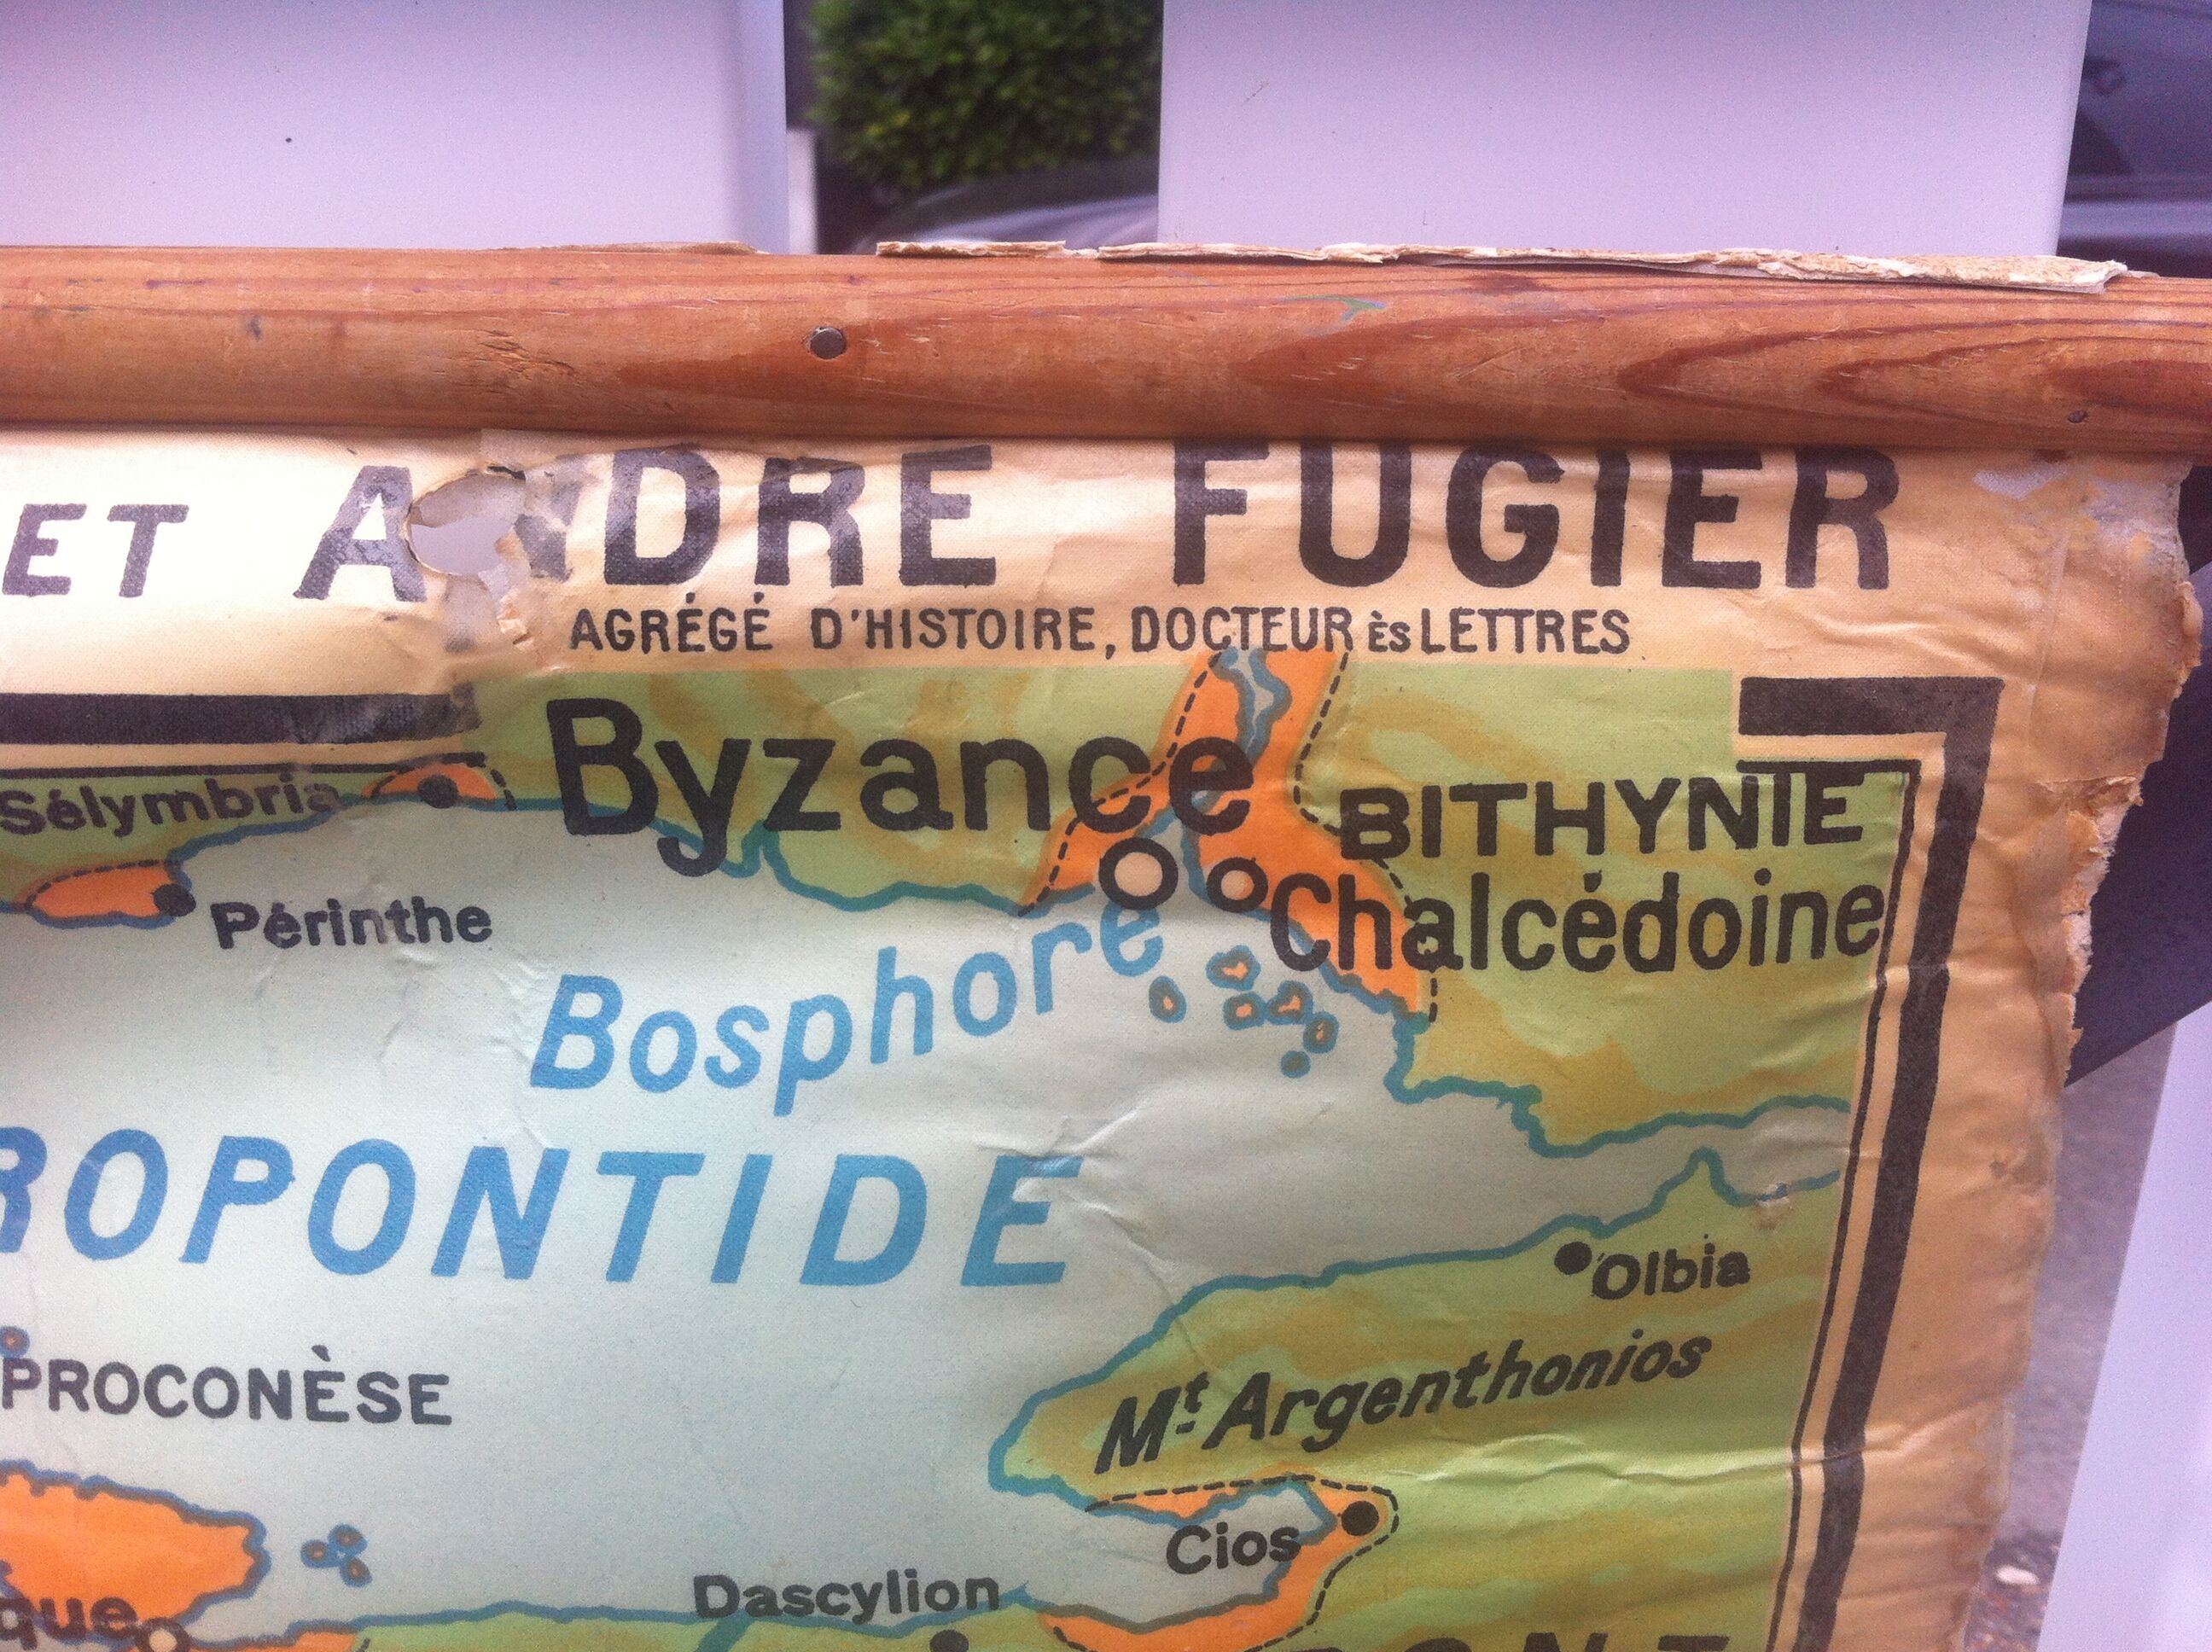 ET ANDRE FUGIER
AGRÉGÉ D'HISTOIRE, DOCTEUR ès LETTRES
Byzance
Sélymbria
BITHYNIE
Périnthe
Chalcédoine
Bosphore
ROPONTIDE
Olbia
PROCONÈSE
Mt Argenthonios
Cios
Dascylion
que